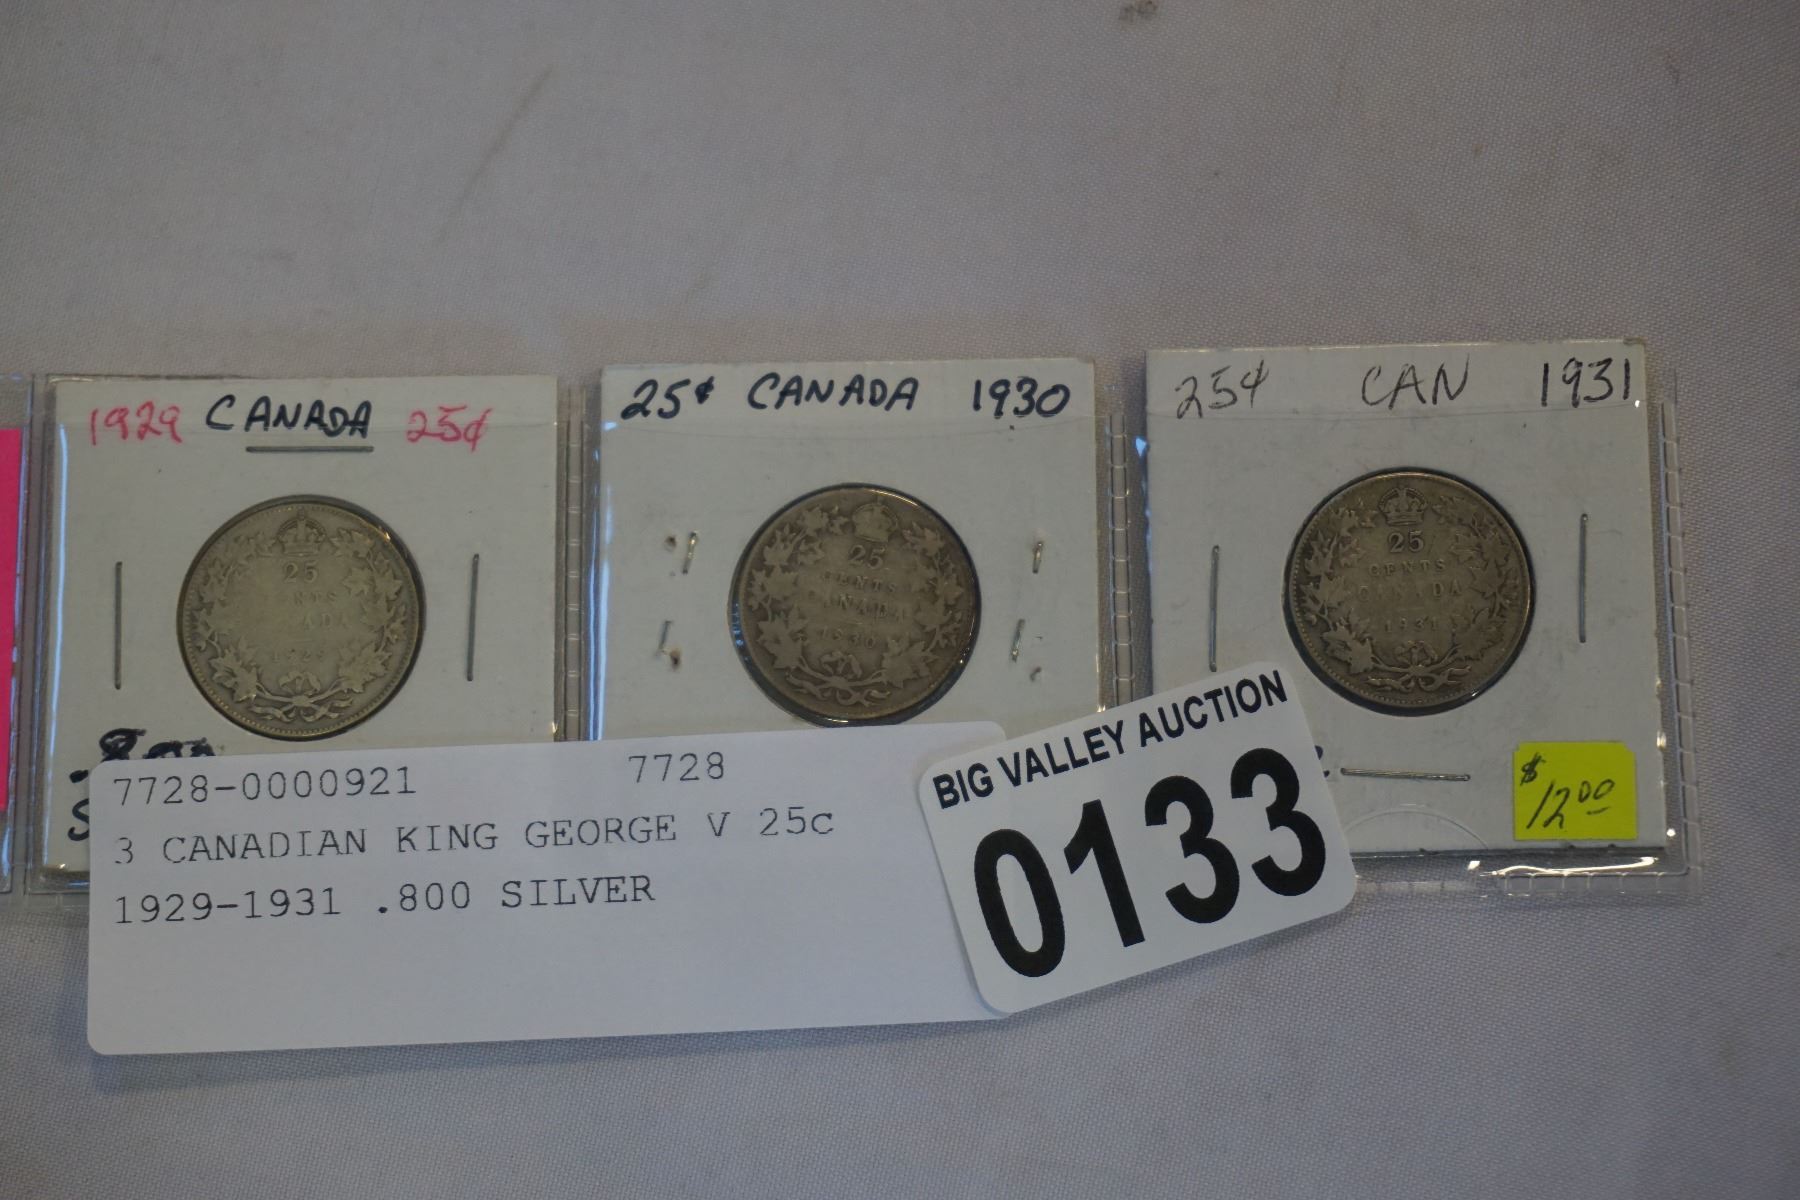 1929 CANADA 25¢
25¢ CANADA 1930
25¢ CAN 1931
25
CANADA
25
CENTS
CANADA
1930
25
CENTS
CANADA
1931
$12.00
7728-0000921 7728
3 CANADIAN KING GEORGE V 25c
1929-1931 .800 SILVER
BIG VALLEY AUCTION
0133